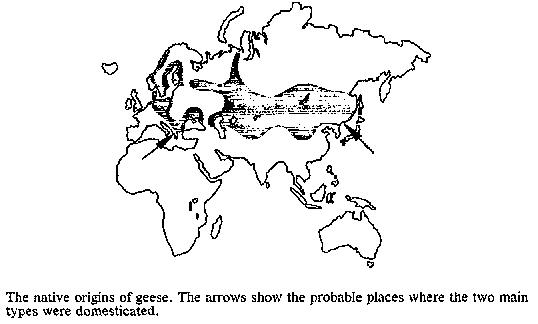 The native origins of geese. The arrows show the probable places where the two main
types were domesticated.